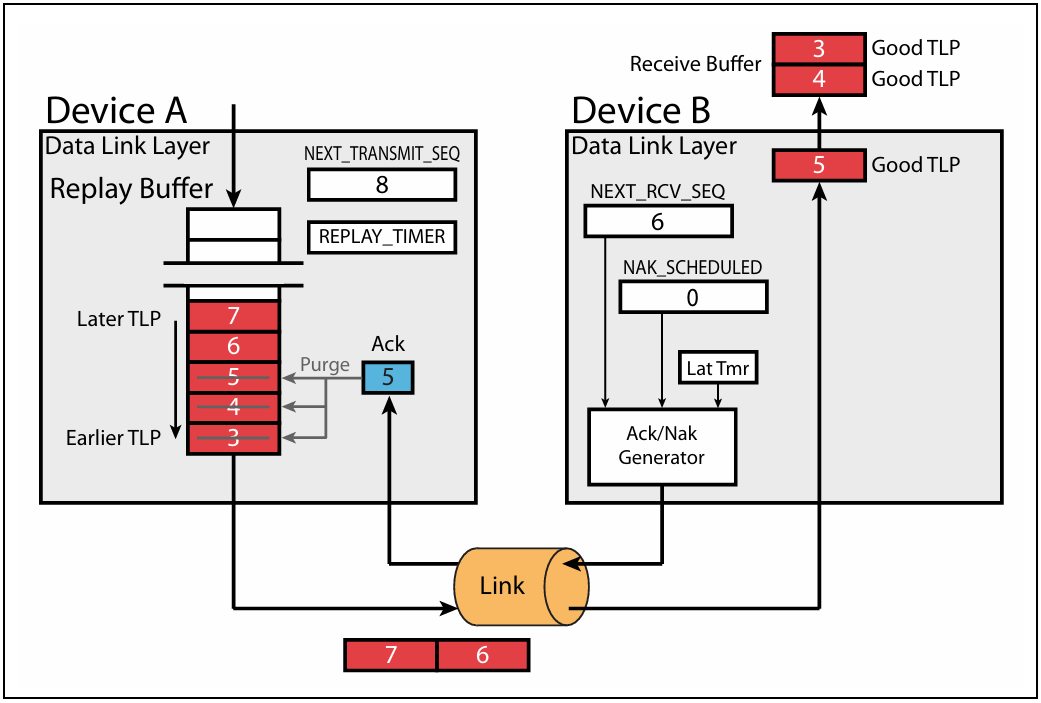 Device A
Data Link Layer
Replay Buffer
NEXT_TRANSMIT_SEQ
8
REPLAY_TIMER
Later TLP
Earlier TLP
7
6
5
4
3
Purge
Ack
5
Receive Buffer
3
Good TLP
4
Good TLP
Device B
Data Link Layer
5
Good TLP
NEXT_RCV_SEQ
6
NAK_SCHEDULED
0
Lat Tmr
Ack/Nak
Generator
Link
7
6